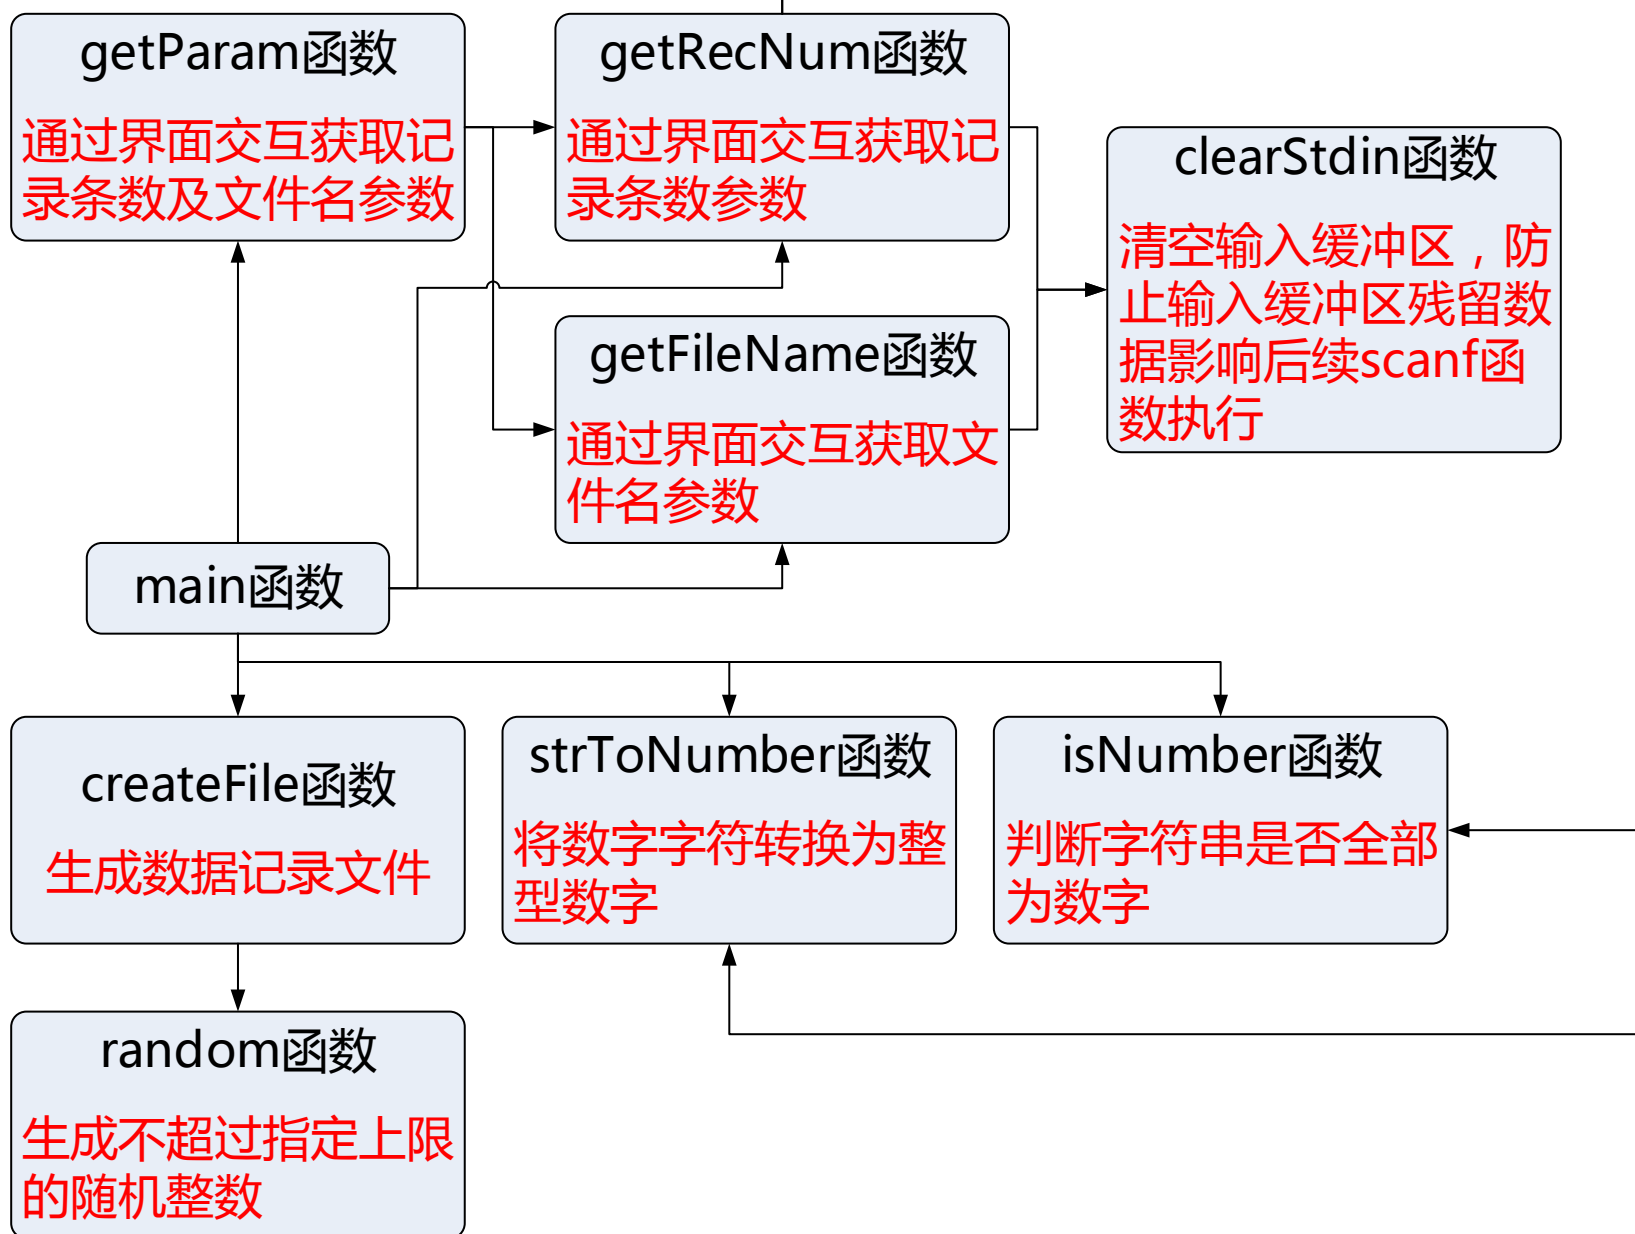 getParam函数
通过界面交互获取记
录条数及文件名参数
getRecNum函数
通过界面交互获取记
录条数参数
clearStdin函数
清空输入缓冲区，防
止输入缓冲区残留数
据影响后续scanf函
数执行
getFileName函数
通过界面交互获取文
件名参数
main函数
createFile函数
生成数据记录文件
strToNumber函数
将数字字符转换为整
型数字
isNumber函数
判断字符串是否全部
为数字
random函数
生成不超过指定上限
的随机整数